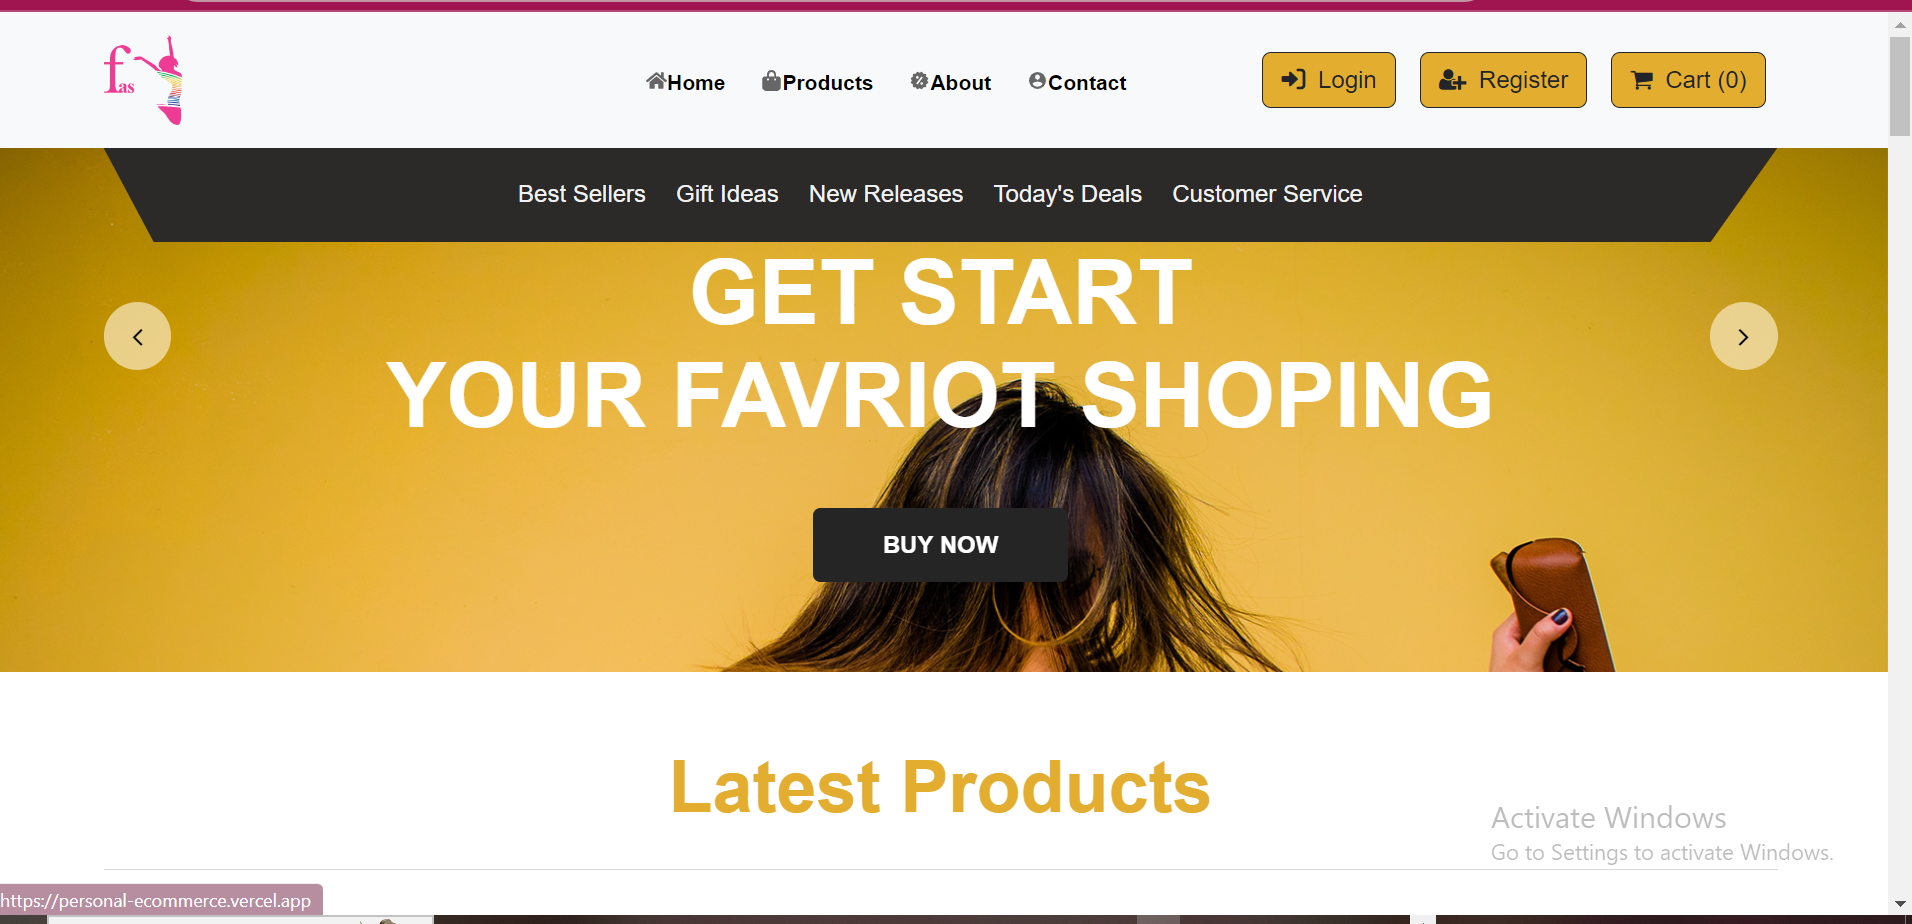 fas
Home Products About Contact
Login Register Cart (0)
Best Sellers Gift Ideas New Releases Today's Deals Customer Service
GET START
YOUR FAVRIOT SHOPING
BUY NOW
Latest Products
Activate Windows
Go to Settings to activate Windows.
https://personal-ecommerce.vercel.app